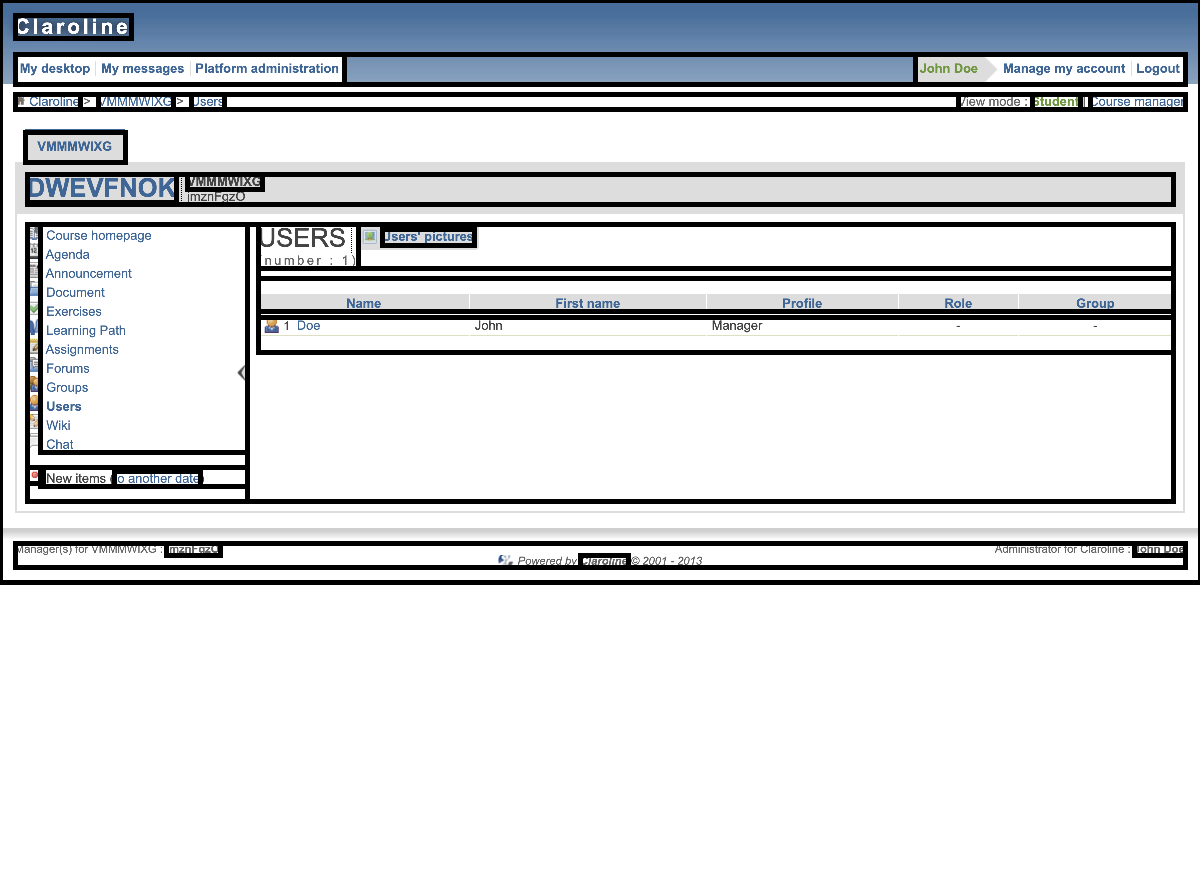 Claroline
My desktop My messages Platform administration John Doe Manage my account Logout
Claroline > VMMMWIXG > Users View mode : Student | Course manager
VMMMWIXG
DWEVFNOK VMMMWIXG
jmznFgzO
Course homepage
Agenda
Announcement
Document
Exercises
Learning Path
Assignments
Forums
Groups
Users
Wiki
Chat
New items (to another date)
USERS Users' pictures
(number : 1)
Name First name Profile Role Group
1 Doe John Manager - -
Manager(s) for VMMMWIXG : jmznFgzO Administrator for Claroline : John Doe
Powered by Claroline © 2001 - 2013